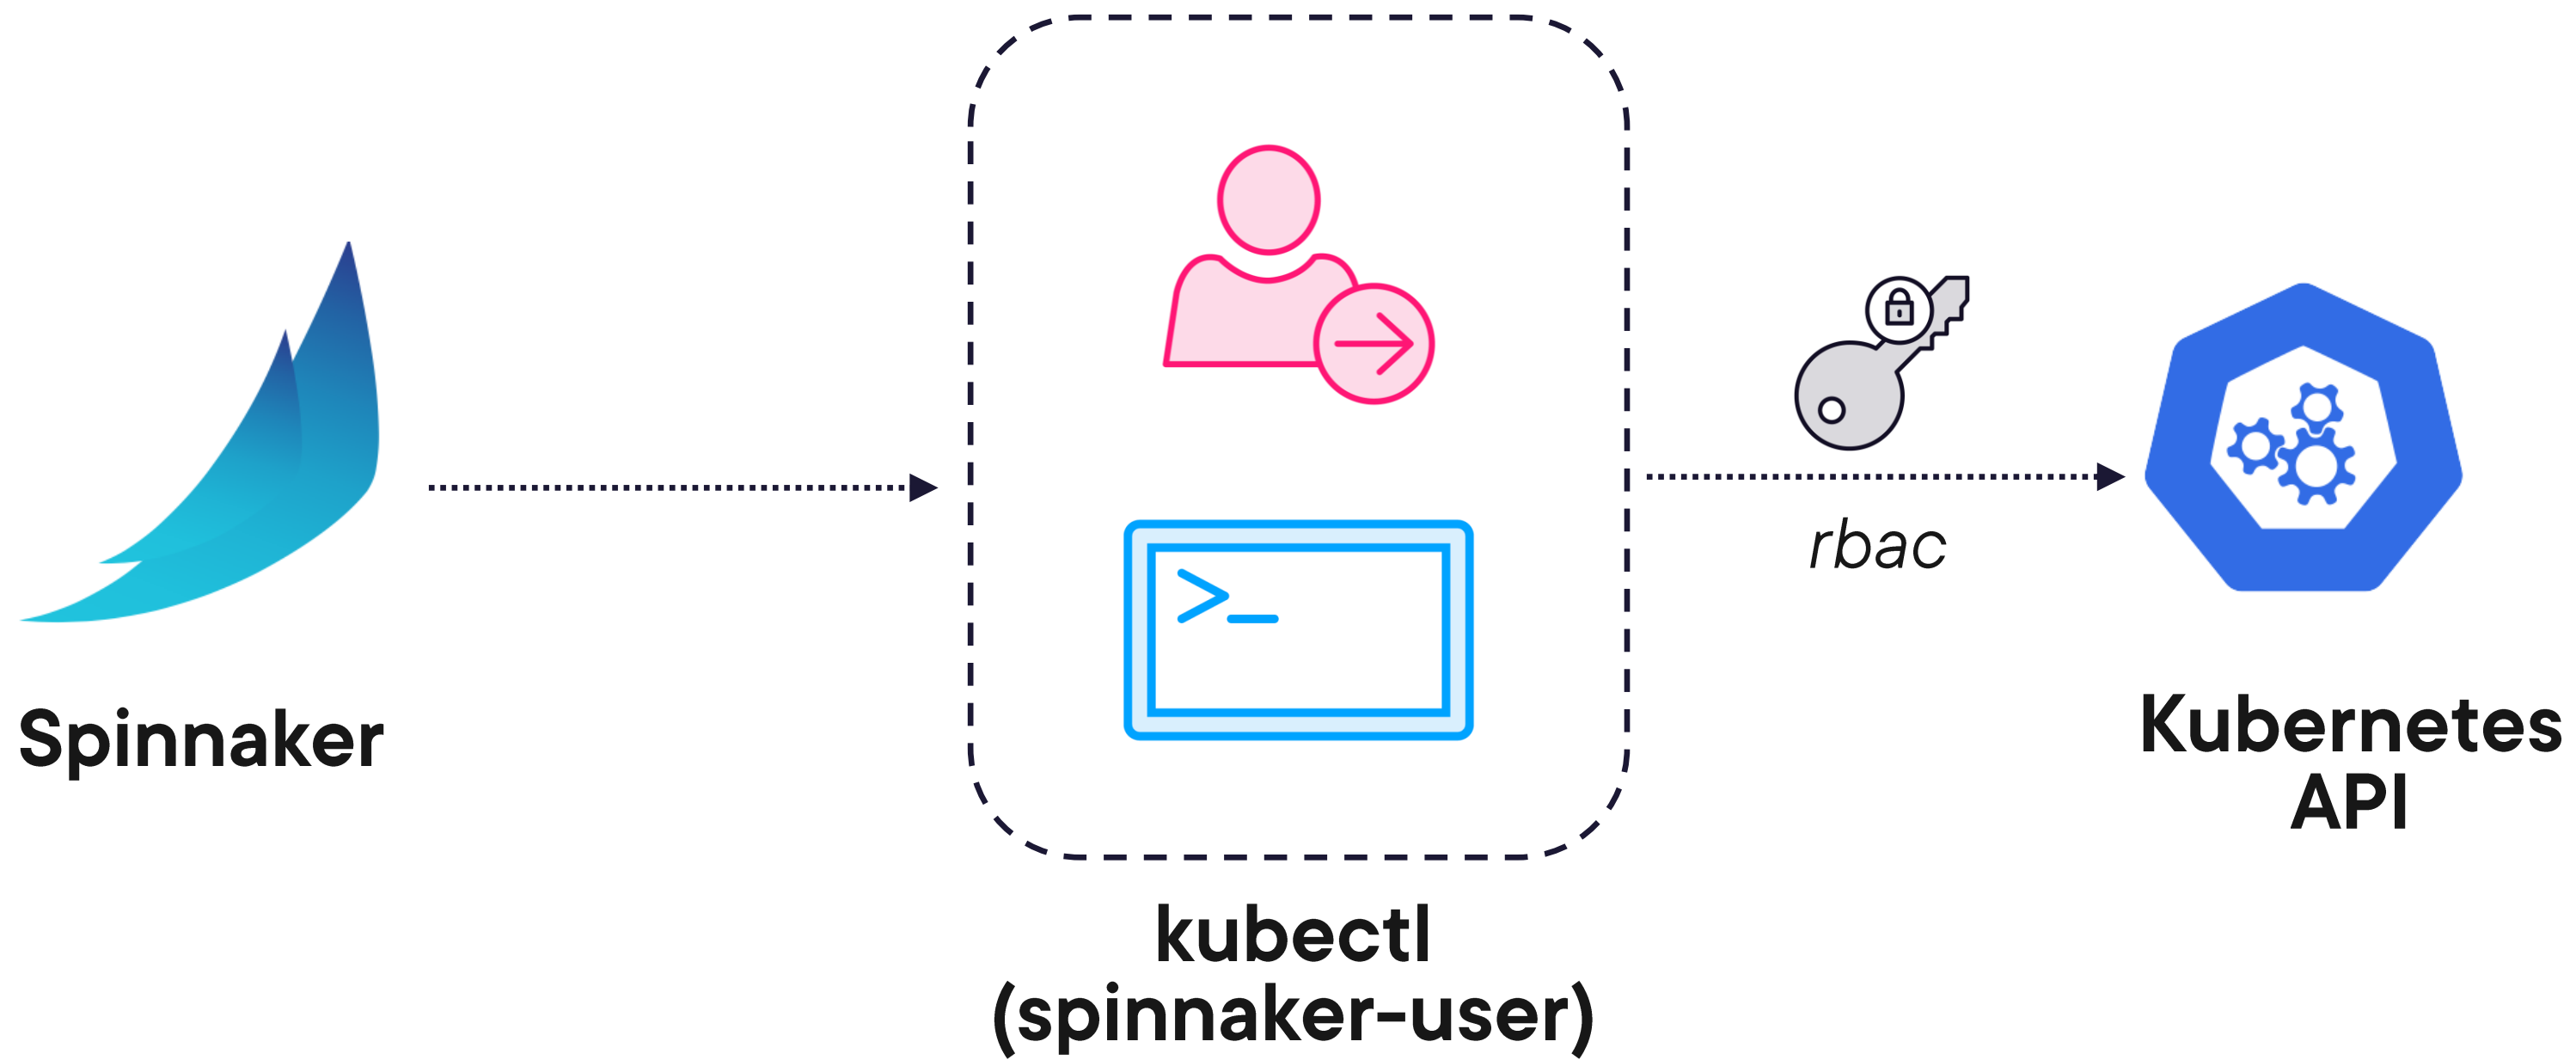 Spinnaker
>_
kubectl
(spinnaker-user)
rbac
Kubernetes
API